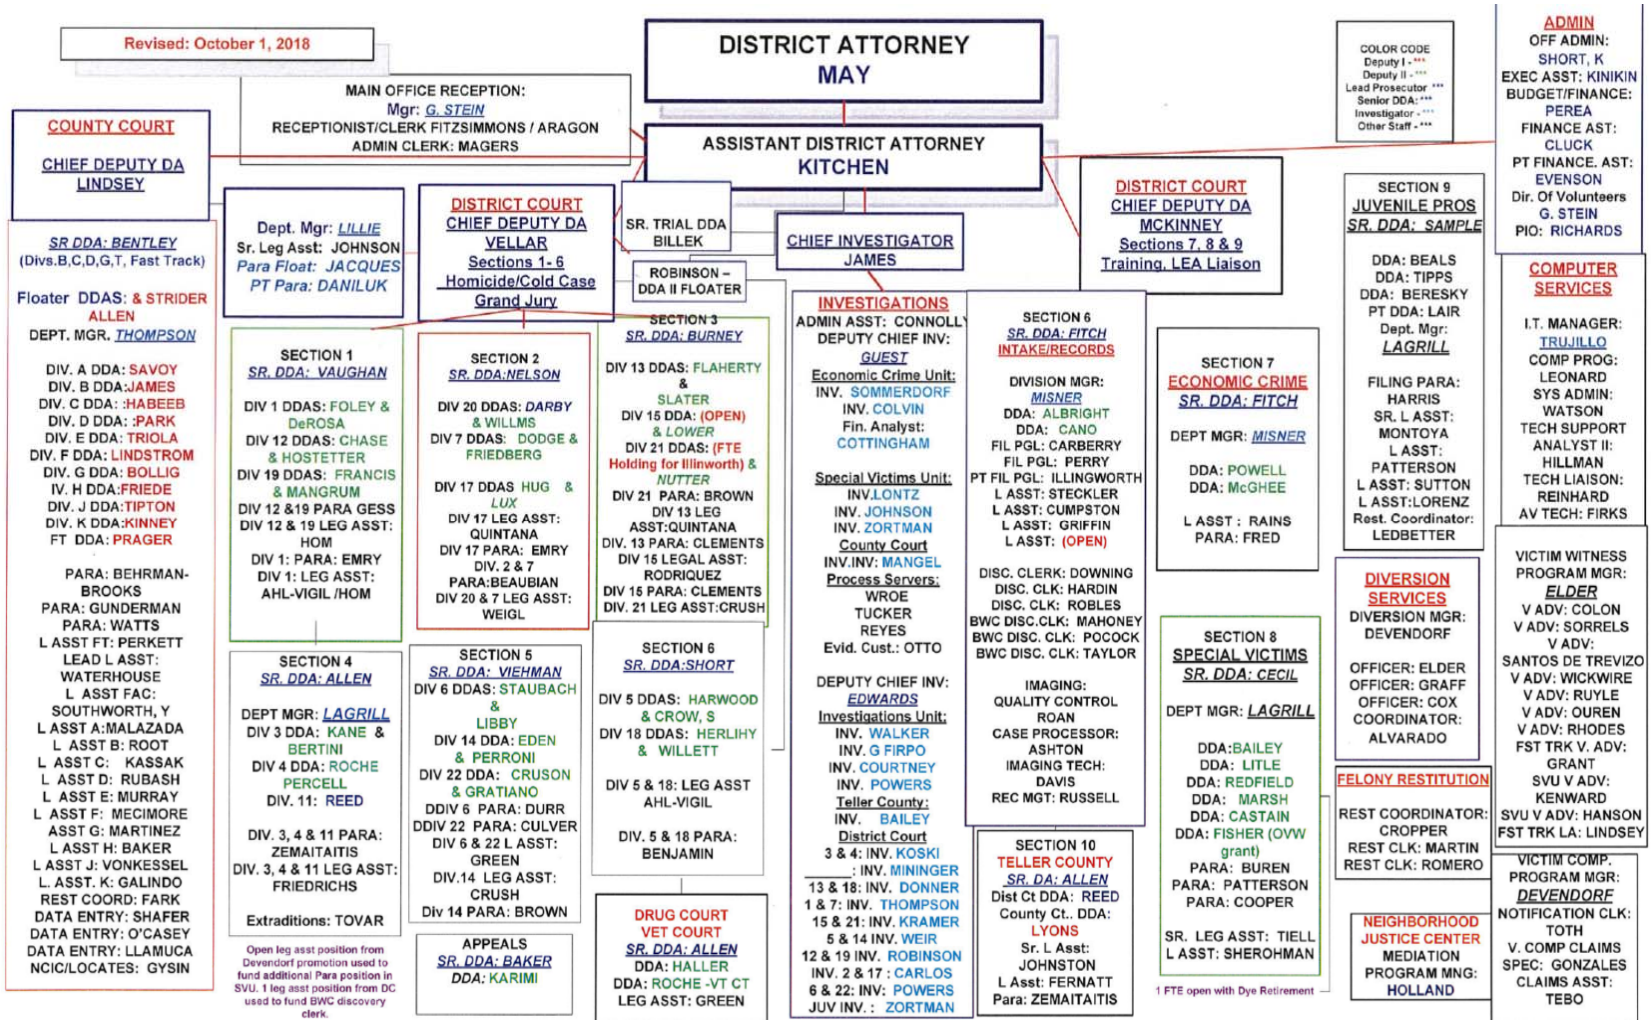 Revised: October 1, 2018
DISTRICT ATTORNEY
MAY
MAIN OFFICE RECEPTION:
Mgr: G. STEIN
RECEPTIONIST/CLERK FITZSIMMONS / ARAGON
ADMIN CLERK: MAGERS
ASSISTANT DISTRICT ATTORNEY
KITCHEN
COLOR CODE
Deputy I - ***
Deputy II - ***
Lead Prosecutor ***
Senior DDA: ***
Investigator - ***
Other Staff - ***
COUNTY COURT
CHIEF DEPUTY DA
LINDSEY
SR DDA: BENTLEY
(Divs.B,C,D,G,T, Fast Track)
Floater DDAS: & STRIDER
ALLEN
DEPT. MGR. THOMPSON
DIV. A DDA: SAVOY
DIV. B DDA:JAMES
DIV. C DDA: :HABEEB
DIV. D DDA: :PARK
DIV. E DDA: TRIOLA
DIV. F DDA: LINDSTROM
DIV. G DDA: BOLLIG
IV. H DDA:FRIEDE
DIV. J DDA:TIPTON
DIV. K DDA:KINNEY
FT DDA: PRAGER
PARA: BEHRMAN-
BROOKS
PARA: GUNDERMAN
PARA: WATTS
L ASST FT: PERKETT
LEAD L ASST:
WATERHOUSE
L ASST FAC:
SOUTHWORTH, Y
L ASST A:MALAZADA
L ASST B: ROOT
L ASST C: KASSAK
L ASST D: RUBASH
L ASST E: MURRAY
L ASST F: MECIMORE
ASST G: MARTINEZ
L ASST H: BAKER
L ASST J: VONKESSEL
L. ASST. K: GALINDO
REST COORD: FARK
DATA ENTRY: SHAFER
DATA ENTRY: O'CASEY
DATA ENTRY: LLAMUCA
NCIC/LOCATES: GYSIN
Dept. Mgr: LILLIE
Sr. Leg Asst: JOHNSON
Para Float: JACQUES
PT Para: DANILUK
DISTRICT COURT
CHIEF DEPUTY DA
VELLAR
Sections 1- 6
Homicide/Cold Case
Grand Jury
SR. TRIAL DDA
BILLEK
ROBINSON –
DDA II FLOATER
CHIEF INVESTIGATOR
JAMES
DISTRICT COURT
CHIEF DEPUTY DA
MCKINNEY
Sections 7, 8 & 9
Training, LEA Liaison
SECTION 1
SR. DDA: VAUGHAN
DIV 1 DDAS: FOLEY &
DeROSA
DIV 12 DDAS: CHASE
& HOSTETTER
DIV 19 DDAS: FRANCIS
& MANGRUM
DIV 12 &19 PARA GESS
DIV 12 & 19 LEG ASST:
HOM
DIV 1: PARA: EMRY
DIV 1: LEG ASST:
AHL-VIGIL /HOM
SECTION 2
SR. DDA:NELSON
DIV 20 DDAS: DARBY
& WILLMS
DIV 7 DDAS: DODGE &
FRIEDBERG
DIV 17 DDAS HUG &
LUX
DIV 17 LEG ASST:
QUINTANA
DIV 17 PARA: EMRY
DIV. 2 & 7
PARA:BEAUBIAN
DIV 20 & 7 LEG ASST:
WEIGL
SECTION 3
SR. DDA: BURNEY
DIV 13 DDAS: FLAHERTY
&
SLATER
DIV 15 DDA: (OPEN)
& LOWER
DIV 21 DDAS: (FTE
Holding for Illinworth) &
NUTTER
DIV 21 PARA: BROWN
DIV 13 LEG
ASST:QUINTANA
DIV. 13 PARA: CLEMENTS
DIV 15 LEGAL ASST:
RODRIQUEZ
DIV 15 PARA: CLEMENTS
DIV. 21 LEG ASST:CRUSH
SECTION 4
SR. DDA: ALLEN
DEPT MGR: LAGRILL
DIV 3 DDA: KANE &
BERTINI
DIV 4 DDA: ROCHE
PERCELL
DIV. 11: REED
DIV. 3, 4 & 11 PARA:
ZEMAITAITIS
DIV. 3, 4 & 11 LEG ASST:
FRIEDRICHS
Extraditions: TOVAR
Open leg asst position from
Devendorf promotion used to
fund additional Para position in
SVU. 1 leg asst position from DC
used to fund BWC discovery
clerk.
SECTION 5
SR. DDA: VIEHMAN
DIV 6 DDAS: STAUBACH
&
LIBBY
DIV 14 DDA: EDEN
& PERRONI
DIV 22 DDA: CRUSON
& GRATIANO
DDIV 6 PARA: DURR
DDIV 22 PARA: CULVER
DIV 6 & 22 L ASST:
GREEN
DIV.14 LEG ASST:
CRUSH
Div 14 PARA: BROWN
APPEALS
SR. DDA: BAKER
DDA: KARIMI
SECTION 6
SR. DDA:SHORT
DIV 5 DDAS: HARWOOD
& CROW, S
DIV 18 DDAS: HERLIHY
& WILLETT
DIV 5 & 18: LEG ASST
AHL-VIGIL
DIV. 5 & 18 PARA:
BENJAMIN
DRUG COURT
VET COURT
SR. DDA: ALLEN
DDA: HALLER
DDA: ROCHE -VT CT
LEG ASST: GREEN
INVESTIGATIONS
ADMIN ASST: CONNOLLY
DEPUTY CHIEF INV:
GUEST
Economic Crime Unit:
INV. SOMMERDORF
INV. COLVIN
Fin. Analyst:
COTTINGHAM
Special Victims Unit:
INV.LONTZ
INV. JOHNSON
INV. ZORTMAN
County Court
INV.INV: MANGEL
Process Servers:
WROE
TUCKER
REYES
Evid. Cust.: OTTO
DEPUTY CHIEF INV:
EDWARDS
Investigations Unit:
INV. WALKER
INV. G FIRPO
INV. COURTNEY
INV. POWERS
Teller County:
INV. BAILEY
District Court
3 & 4: INV. KOSKI
_____: INV. MININGER
13 & 18: INV. DONNER
1 & 7: INV. THOMPSON
15 & 21: INV. KRAMER
5 & 14 INV. WEIR
12 & 19 INV. ROBINSON
INV. 2 & 17 : CARLOS
6 & 22: INV: POWERS
JUV INV. : ZORTMAN
SECTION 6
SR. DDA: FITCH
INTAKE/RECORDS
DIVISION MGR:
MISNER
DDA: ALBRIGHT
DDA: CANO
FIL PGL: CARBERRY
FIL PGL: PERRY
PT FIL PGL: ILLINGWORTH
L ASST: STECKLER
L ASST: CUMPSTON
L ASST: GRIFFIN
L ASST: (OPEN)
DISC. CLERK: DOWNING
DISC. CLK: HARDIN
DISC. CLK: ROBLES
BWC DISC.CLK: MAHONEY
BWC DISC. CLK: POCOCK
BWC DISC. CLK: TAYLOR
IMAGING:
QUALITY CONTROL
ROAN
CASE PROCESSOR:
ASHTON
IMAGING TECH:
DAVIS
REC MGT: RUSSELL
SECTION 10
TELLER COUNTY
SR. DA: ALLEN
Dist Ct DDA: REED
County Ct.. DDA:
LYONS
Sr. L Asst:
JOHNSTON
L Asst: FERNATT
Para: ZEMAITAITIS
SECTION 7
ECONOMIC CRIME
SR. DDA: FITCH
DEPT MGR: MISNER
DDA: POWELL
DDA: McGHEE
L ASST : RAINS
PARA: FRED
SECTION 8
SPECIAL VICTIMS
SR. DDA: CECIL
DEPT MGR: LAGRILL
DDA:BAILEY
DDA: LITLE
DDA: REDFIELD
DDA: MARSH
DDA: CASTAIN
DDA: FISHER (OVW
grant)
PARA: BUREN
PARA: PATTERSON
PARA: COOPER
SR. LEG ASST: TIELL
L ASST: SHEROHMAN
1 FTE open with Dye Retirement
SECTION 9
JUVENILE PROS
SR. DDA: SAMPLE
DDA: BEALS
DDA: TIPPS
DDA: BERESKY
PT DDA: LAIR
Dept. Mgr:
LAGRILL
FILING PARA:
HARRIS
SR. L ASST:
MONTOYA
L ASST:
PATTERSON
L ASST: SUTTON
L ASST:LORENZ
Rest. Coordinator:
LEDBETTER
DIVERSION
SERVICES
DIVERSION MGR:
DEVENDORF
OFFICER: ELDER
OFFICER: GRAFF
OFFICER: COX
COORDINATOR:
ALVARADO
FELONY RESTITUTION
REST COORDINATOR:
CROPPER
REST CLK: MARTIN
REST CLK: ROMERO
NEIGHBORHOOD
JUSTICE CENTER
MEDIATION
PROGRAM MNG:
HOLLAND
ADMIN
OFF ADMIN:
SHORT, K
EXEC ASST: KINIKIN
BUDGET/FINANCE:
PEREA
FINANCE AST:
CLUCK
PT FINANCE. AST:
EVENSON
Dir. Of Volunteers
G. STEIN
PIO: RICHARDS
COMPUTER
SERVICES
I.T. MANAGER:
TRUJILLO
COMP PROG:
LEONARD
SYS ADMIN:
WATSON
TECH SUPPORT
ANALYST II:
HILLMAN
TECH LIAISON:
REINHARD
AV TECH: FIRKS
VICTIM WITNESS
PROGRAM MGR:
ELDER
V ADV: COLON
V ADV: SORRELS
V ADV:
SANTOS DE TREVIZO
V ADV: WICKWIRE
V ADV: RUYLE
V ADV: OUREN
V ADV: RHODES
FST TRK V. ADV:
GRANT
SVU V ADV:
KENWARD
SVU V ADV: HANSON
FST TRK LA: LINDSEY
VICTIM COMP.
PROGRAM MGR:
DEVENDORF
NOTIFICATION CLK:
TOTH
V. COMP CLAIMS
SPEC: GONZALES
CLAIMS ASST:
TEBO